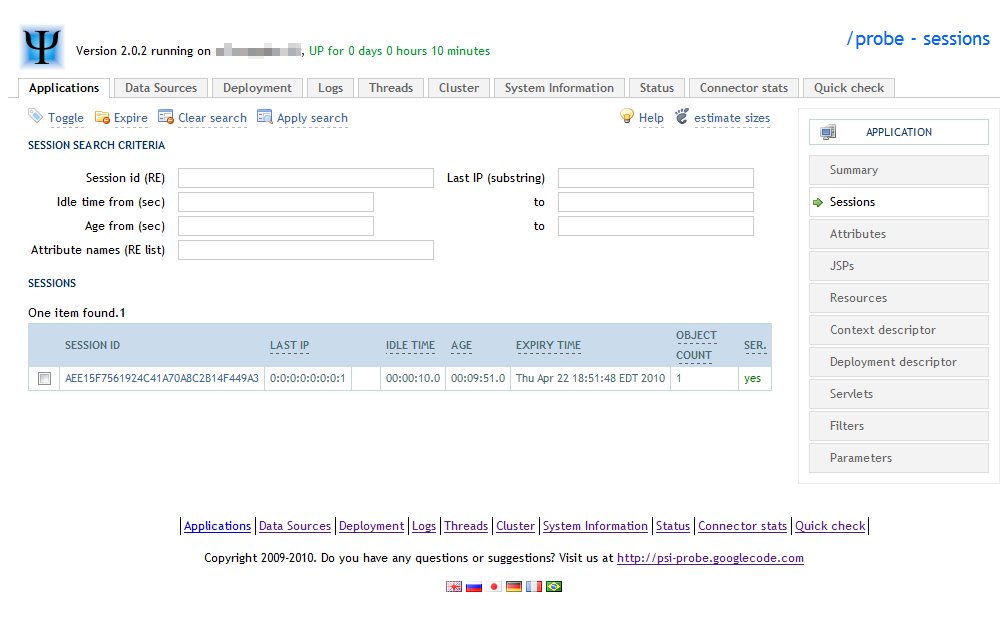 Ψ
Version 2.0.2 running on , UP for 0 days 0 hours 10 minutes
/probe - sessions
Applications Data Sources Deployment Logs Threads Cluster System Information Status Connector stats Quick check
Toggle Expire Clear search Apply search Help estimate sizes
SESSION SEARCH CRITERIA
Session id (RE) Last IP (substring)
Idle time from (sec) to
Age from (sec) to
Attribute names (RE list)
SESSIONS
One item found.1
SESSION ID LAST IP IDLE TIME AGE EXPIRY TIME OBJECT COUNT SER.
AEE15F7561924C41A70A8C2B14F449A3 0:0:0:0:0:0:0:1 00:00:10.0 00:09:51.0 Thu Apr 22 18:51:48 EDT 2010 1 yes
APPLICATION
Summary
Sessions
Attributes
JSPs
Resources
Context descriptor
Deployment descriptor
Servlets
Filters
Parameters
Applications Data Sources Deployment Logs Threads Cluster System Information Status Connector stats Quick check
Copyright 2009-2010. Do you have any questions or suggestions? Visit us at http://psi-probe.googlecode.com